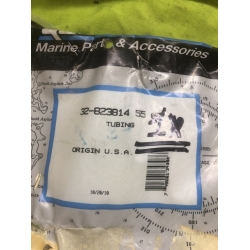 Marine Parts & Accessories
32-823814 55
TUBING
ORIGIN U.S.A.